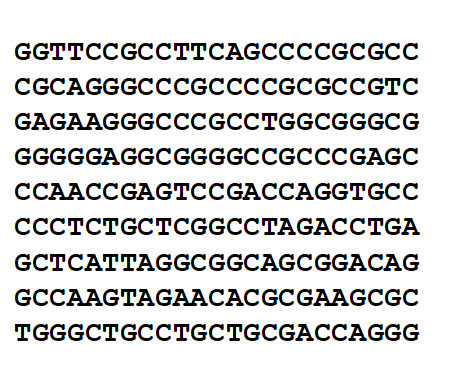 GGTTCCGCCTTCAGCCCCGCGCC
CGCAGGGCCCGCCCCGCGCCGTC
GAGAAGGGCCCGCCTGGCGGGCG
GGGGGAGGCGGGGCCGCCCGAGC
CCAACCGAGTCCGACCAGGTGCC
CCCTCTGCTCGGCCTAGACCTGA
GCTCATTAGGCGGCAGCGGACAG
GCCAAGTAGAACACGCGAAGCGC
TGGGCTGCCTGCTGCGACCAGGG